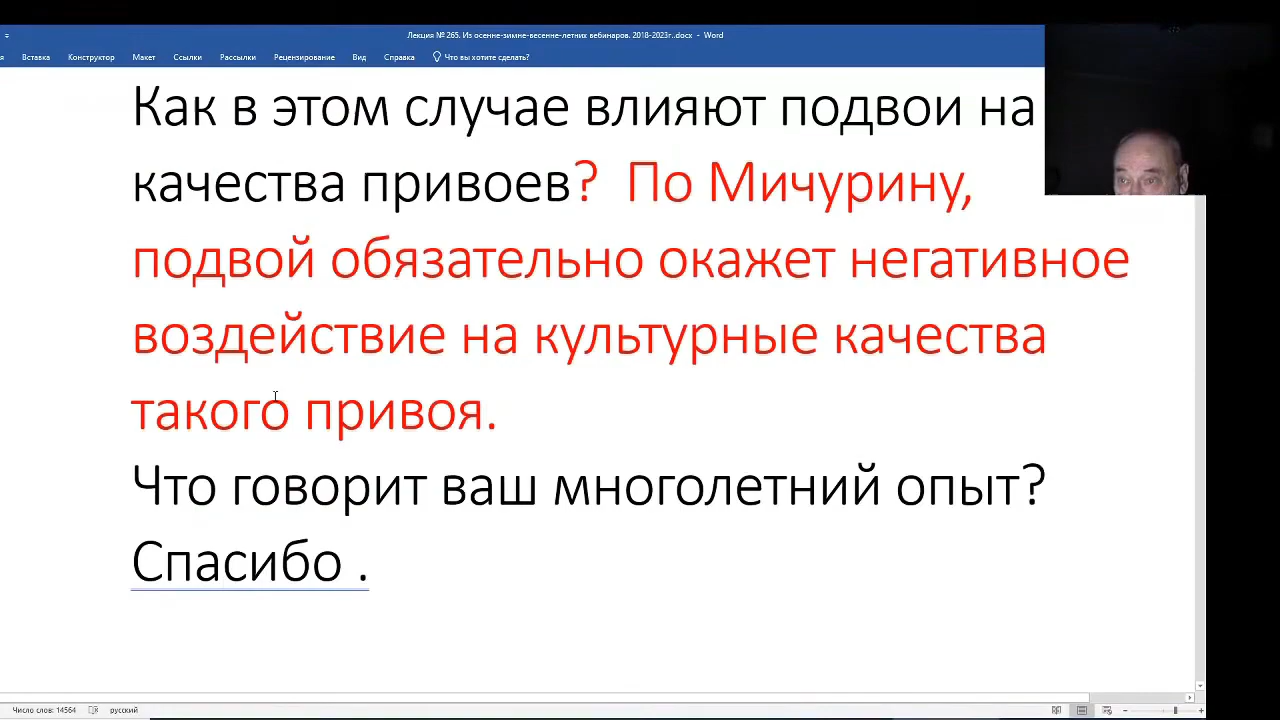 Лекция № 265. Из осенне-зимне-весенне-летних вебинаров. 2018-2023г..docx - Word
я Вставка Конструктор Макет Ссылки Рассылки Рецензирование Вид Справка Что вы хотите сделать?
Как в этом случае влияют подвои на
качества привоев? По Мичурину,
подвой обязательно окажет негативное
воздействие на культурные качества
такого привоя.
Что говорит ваш многолетний опыт?
Спасибо .
Число слов: 14564 русский